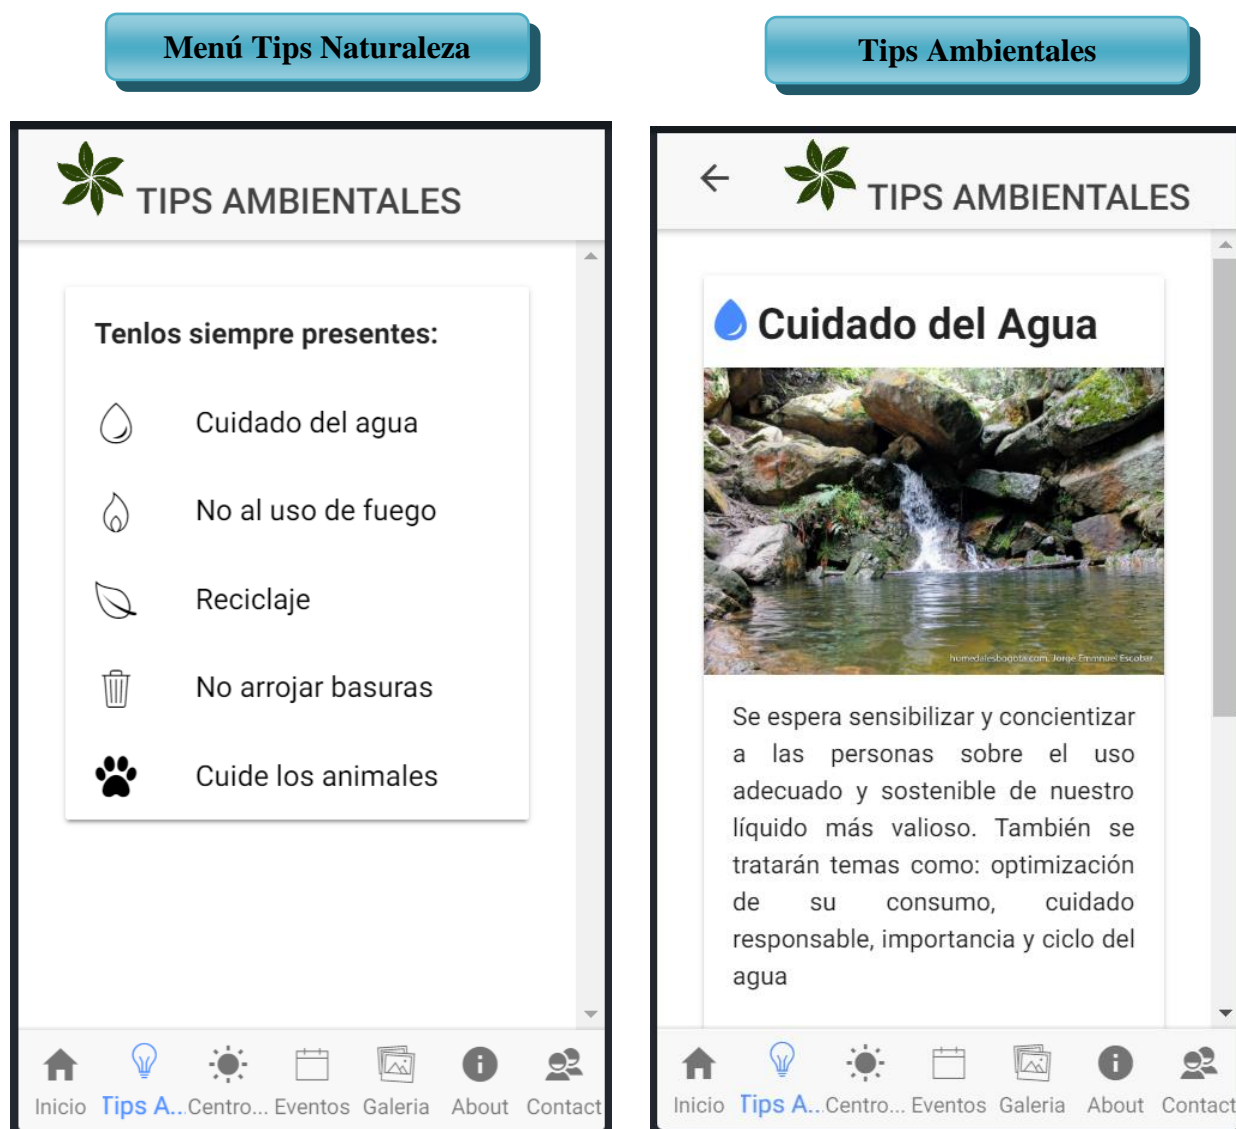 Menú Tips Naturaleza
TIPS AMBIENTALES
Tenlos siempre presentes:
Cuidado del agua
No al uso de fuego
Reciclaje
No arrojar basuras
Cuide los animales
Inicio Tips A... Centro... Eventos Galeria About Contact
Tips Ambientales
TIPS AMBIENTALES
Cuidado del Agua
humedalesbogota.com, Jorge Emmnuel Escobar
Se espera sensibilizar y concientizar
a las personas sobre el uso
adecuado y sostenible de nuestro
líquido más valioso. También se
tratarán temas como: optimización
de su consumo, cuidado
responsable, importancia y ciclo del
agua
Inicio Tips A... Centro... Eventos Galeria About Contact